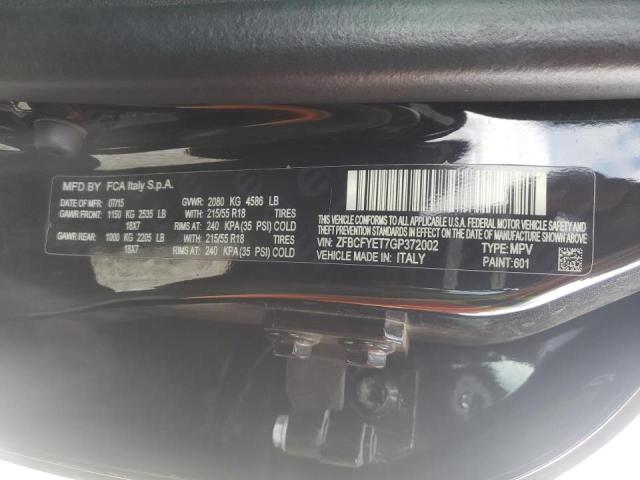 MFD BY FCA Italy S.p.A.
DATE OF MFR: 07/15 GVWR: 2080 KG 4586 LB
GAWR FRONT: 1150 KG 2535 LB WITH: 215/55 R18 TIRES
18X7 RIMS AT: 240 KPA(35 PSI) COLD
GAWR REAR: 1000 KG 2205 LB WITH: 215/55 R18 TIRES
18X7 RIMS AT: 240 KPA(35 PSI) COLD
THIS VEHICLE CONFORMS TO ALL
APPLICABLE U.S.A. FEDERAL MOTOR
VEHICLE SAFETY, BUMPER AND THEFT
PREVENTION STANDARDS IN EFFECT
ON THE DATE OF MANUFACTURE
SHOWN ABOVE.
VIN: ZFBCFYET7GP372002 TYPE: MPV
VEHICLE MADE IN: ITALY PAINT: 601